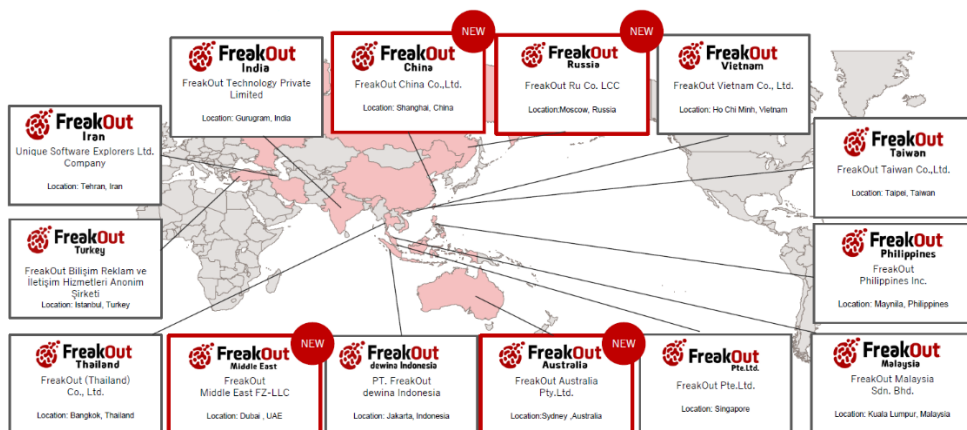 NEW
NEW
FreakOut
India
FreakOut Technology Private
Limited
Location: Gurugram, India
FreakOut
China
FreakOut China Co.,Ltd.
Location: Shanghai, China
FreakOut
Russia
FreakOut Ru Co. LCC
Location:Moscow, Russia
FreakOut
Vietnam
FreakOut Vietnam Co., Ltd.
Location: Ho Chi Minh, Vietnam
FreakOut
Iran
Unique Software Explorers Ltd.
Company
Location: Tehran, Iran
FreakOut
Taiwan
FreakOut Taiwan Co.,Ltd.
Location: Taipei, Taiwan
FreakOut
Turkey
FreakOut Bilişim Reklam ve
İletişim Hizmetleri Anonim
Şirketi
Location: Istanbul, Turkey
FreakOut
Philippines
FreakOut
Philippines Inc.
Location: Maynila, Philippines
NEW
NEW
FreakOut
Thailand
FreakOut (Thailand)
Co., Ltd.
Location: Bangkok, Thailand
FreakOut
Middle East
FreakOut
Middle East FZ-LLC
Location: Dubai , UAE
FreakOut
dewina Indonesia
PT. FreakOut
dewina Indonesia
Location: Jakarta, Indonesia
FreakOut
Australia
FreakOut Australia
Pty.Ltd.
Location:Sydney ,Australia
FreakOut
Pte.Ltd.
FreakOut Pte.Ltd.
Location: Singapore
FreakOut
Malaysia
FreakOut Malaysia
Sdn. Bhd.
Location: Kuala Lumpur, Malaysia